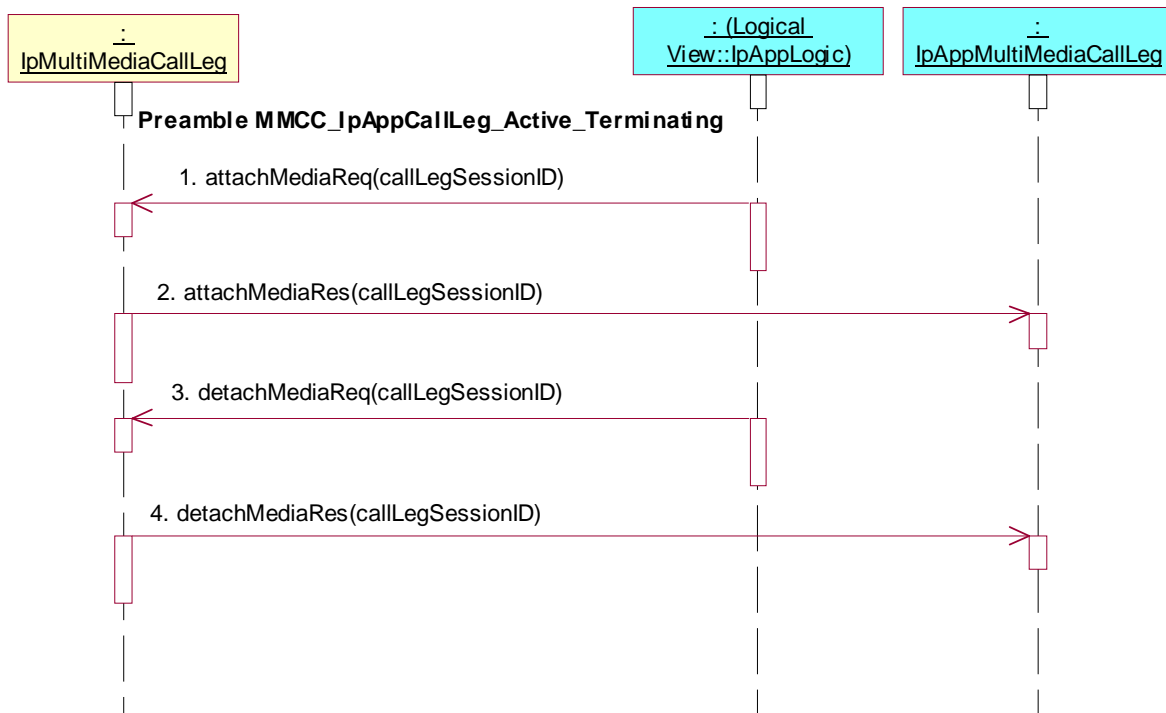 :
IpMultiMediaCallLeg
: (Logical
View::IpAppLogic)
:
IpAppMultiMediaCallLeg
Preamble MMCC_IpAppCallLeg_Active_Terminating
1. attachMediaReq(callLegSessionID)
2. attachMediaRes(callLegSessionID)
3. detachMediaReq(callLegSessionID)
4. detachMediaRes(callLegSessionID)